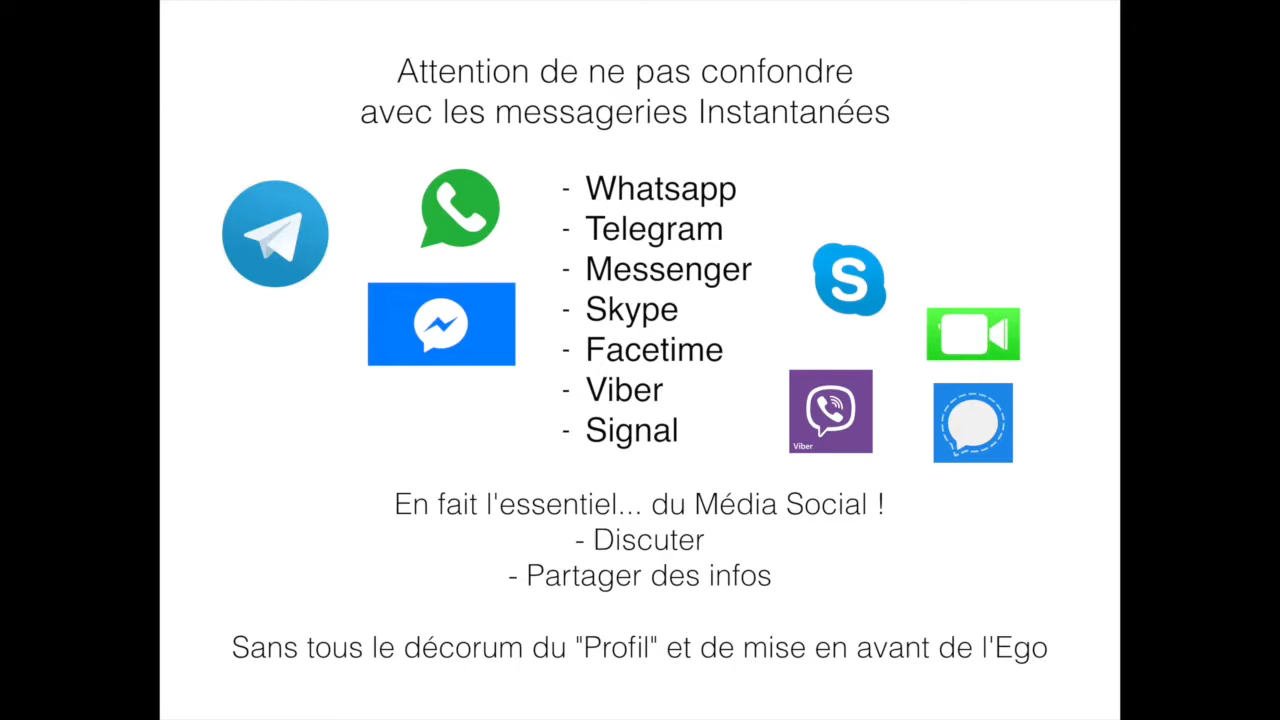 Attention de ne pas confondre
avec les messageries Instantanées
- Whatsapp
- Telegram
- Messenger
- Skype
- Facetime
- Viber
- Signal
S
Viber
En fait l'essentiel... du Média Social !
- Discuter
- Partager des infos
Sans tous le décorum du "Profil" et de mise en avant de l'Ego